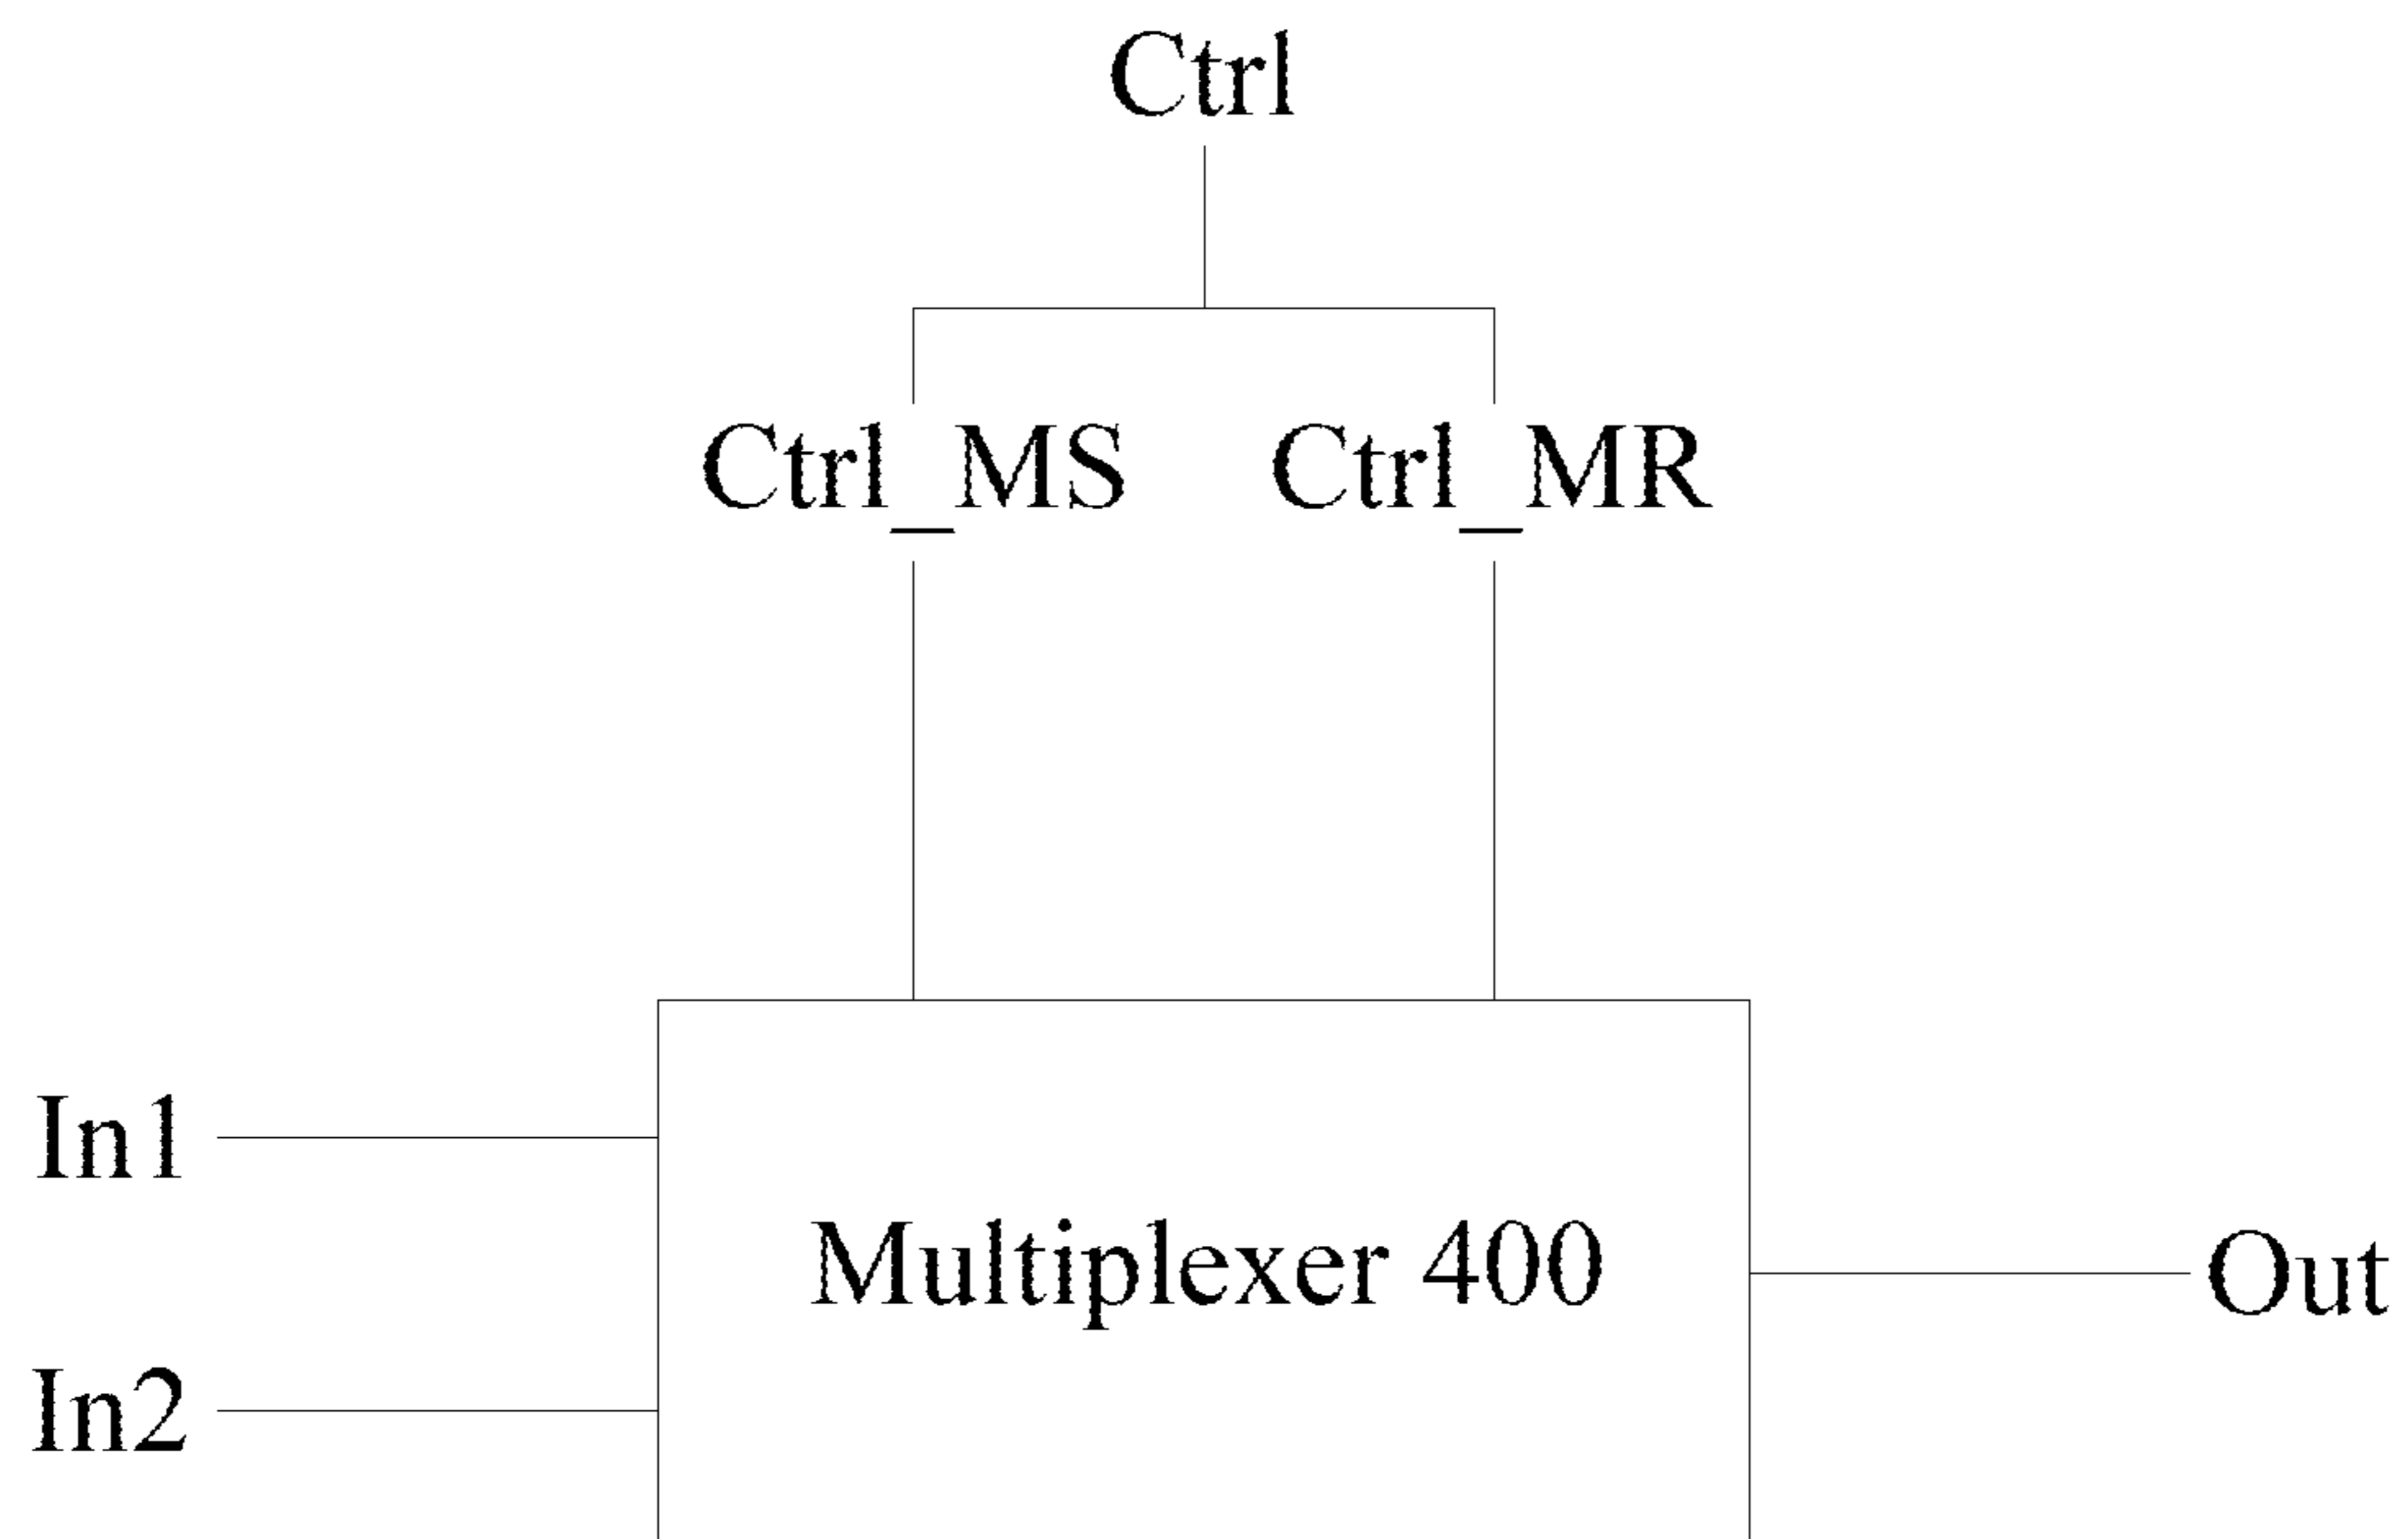 Ctrl
Ctrl_MS Ctrl_MR
In1
Multiplexer 400
Out
In2